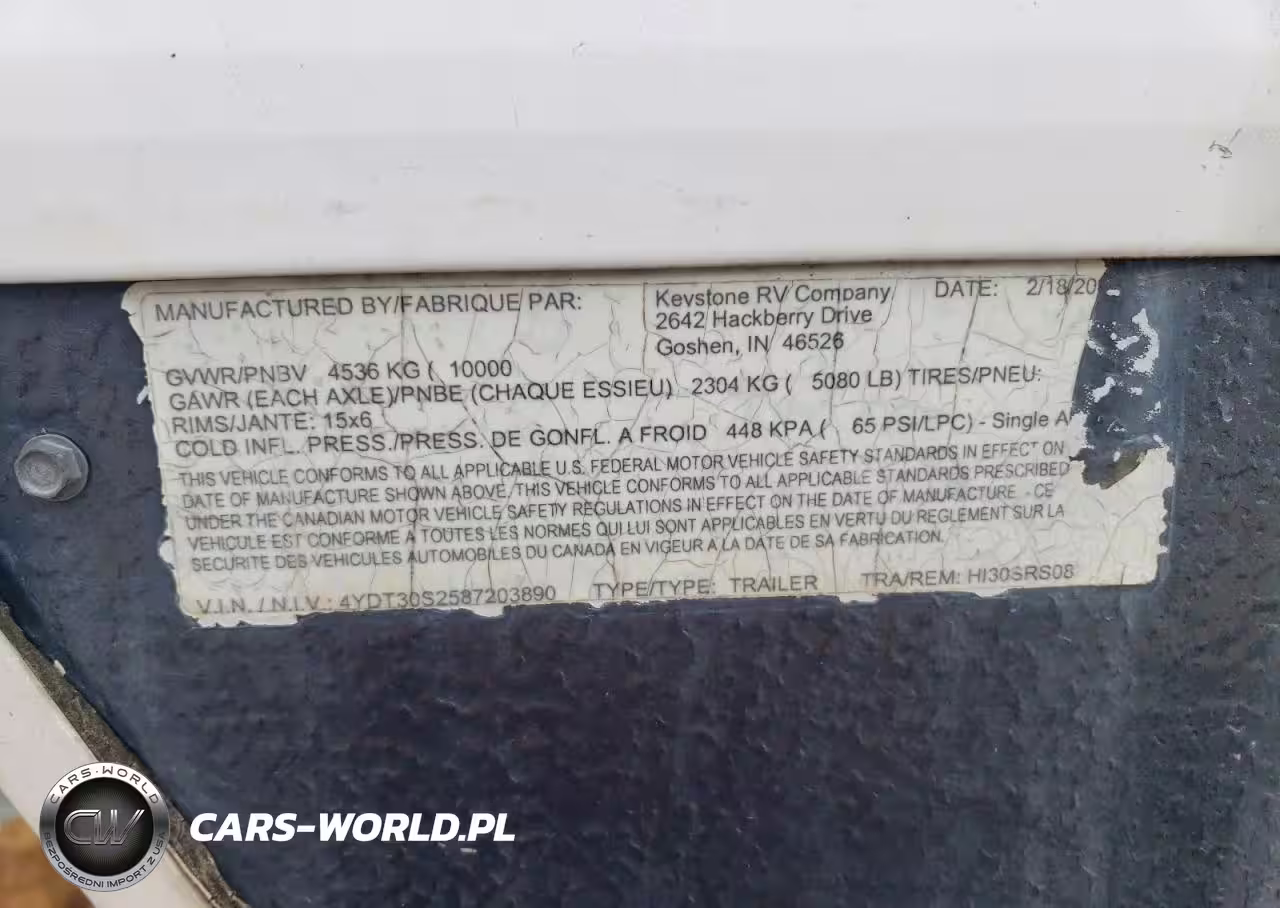 MANUFACTURED BY/FABRIQUE PAR: Keystone RV Company DATE: 2/18/20
2642 Hackberry Drive
Goshen, IN 46526
GVWR/PNBV 4536 KG ( 10000
GAWR (EACH AXLE)/PNBE (CHAQUE ESSIEU) 2304 KG ( 5080 LB) TIRES/PNEU:
RIMS/JANTE: 15x6
COLD INFL. PRESS./PRESS. DE GONFL. A FROID 448 KPA ( 65 PSI/LPC) - Single A
THIS VEHICLE CONFORMS TO ALL APPLICABLE U.S. FEDERAL MOTOR VEHICLE SAFETY STANDARDS IN EFFECT ON
DATE OF MANUFACTURE SHOWN ABOVE. THIS VEHICLE CONFORMS TO ALL APPLICABLE STANDARDS PRESCRIBED
UNDER THE CANADIAN MOTOR VEHICLE SAFETY REGULATIONS IN EFFECT ON THE DATE OF MANUFACTURE - CE
VEHICULE EST CONFORME A TOUTES LES NORMES QUI LUI SONT APPLICABLES EN VERTU DU REGLEMENT SUR LA
SECURITE DES VEHICULES AUTOMOBILES DU CANADA EN VIGEUR A LA DATE DE SA FABRICATION.
V.I.N. / N.I.V.: 4YDT30S2587203890 TYPE/TYPE: TRAILER TRA/REM: HI30SRS08
CARS-WORLD
CW
BEZPOŚREDNI IMPORT Z USA
CARS-WORLD.PL